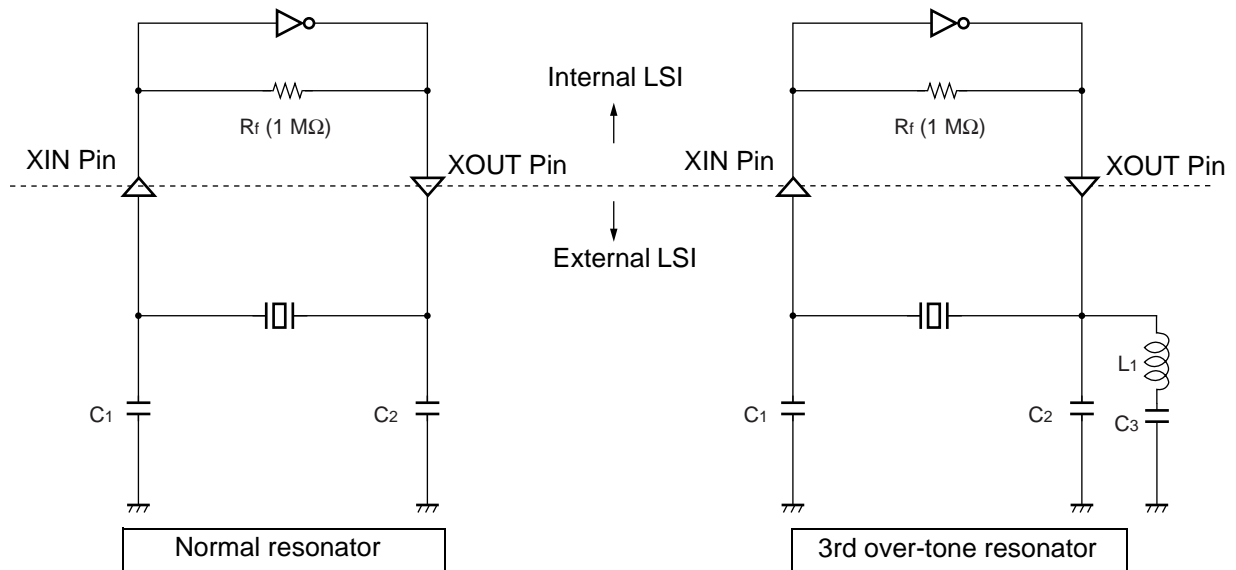 Internal LSI
Rf (1 MΩ)
XIN Pin
XOUT Pin
External LSI
C1
C2
Normal resonator
Rf (1 MΩ)
XIN Pin
XOUT Pin
L1
C1
C2
C3
3rd over-tone resonator